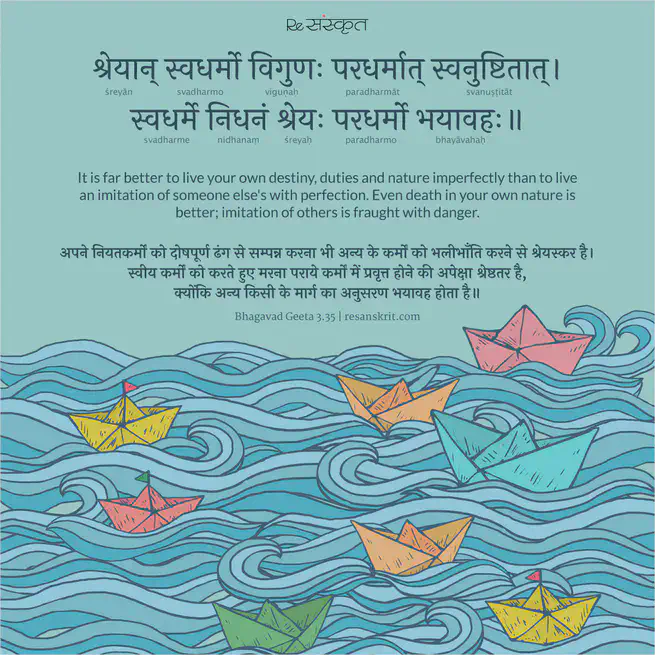 Re संस्कृत
श्रेयान् स्वधर्मो विगुणः परधर्मात् स्वनुष्टितात्।
śreyān svadharmo viguṇaḥ paradharmāt śvanuṣṭitāt
स्वधर्मे निधनं श्रेयः परधर्मो भयावहः॥
svadharme nidhanaṃ śreyaḥ paradharmo bhayāvahaḥ
It is far better to live your own destiny, duties and nature imperfectly than to live
an imitation of someone else's with perfection. Even death in your own nature is
better; imitation of others is fraught with danger.
अपने नियतकर्मों को दोषपूर्ण ढंग से सम्पन्न करना भी अन्य के कर्मों को भलीभाँति करने से श्रेयस्कर है।
स्वीय कर्मों को करते हुए मरना पराये कर्मों में प्रवृत्त होने की अपेक्षा श्रेष्ठतर है,
क्योंकि अन्य किसी के मार्ग का अनुसरण भयावह होता है॥
Bhagavad Geeta 3.35 | resanskrit.com